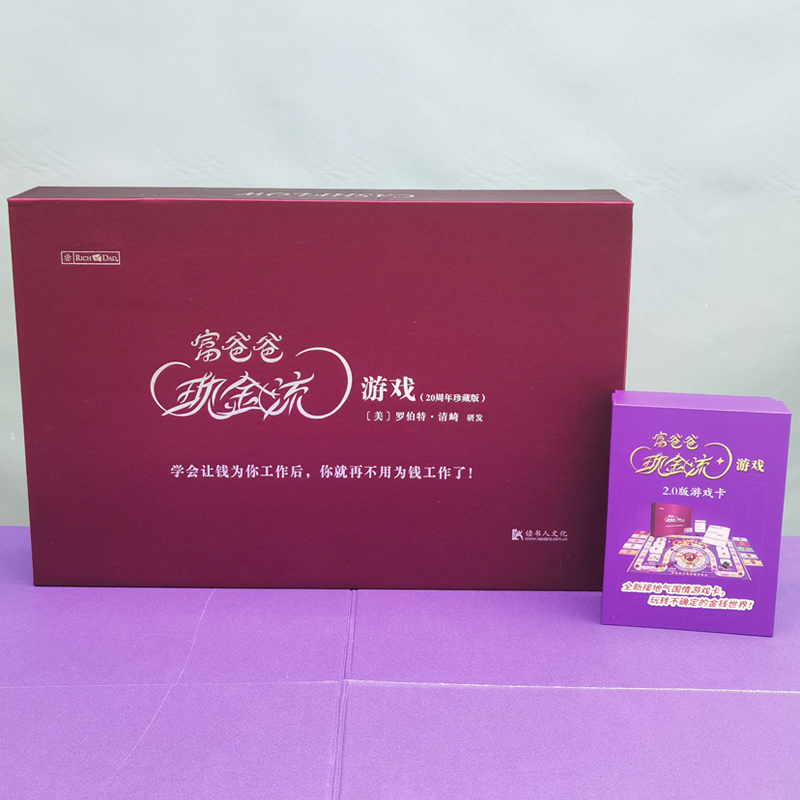 CASHFLOW
RICH DAD
富爸爸
现金流 游戏（20周年珍藏版）
〔美〕罗伯特·清崎 研发
学会让钱为你工作后，你就再不用为钱工作了！
读书人文化
www.readers.com.cn
富爸爸
现金流+游戏
2.0版游戏卡
全新接地气国情游戏卡，
玩转不确定的金钱世界！